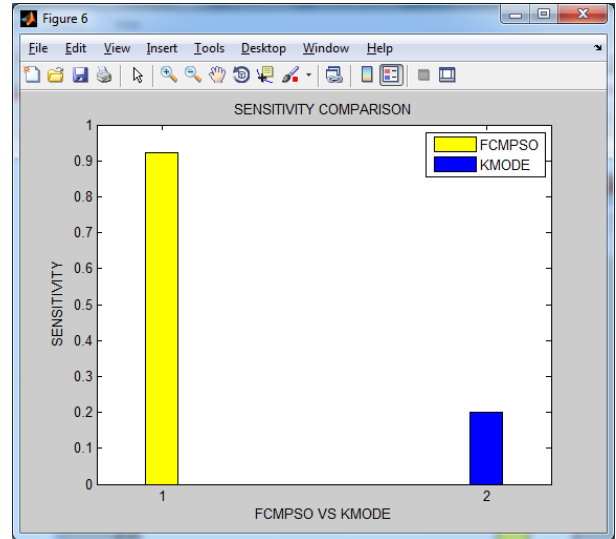 Figure 6
File Edit View Insert Tools Desktop Window Help
SENSITIVITY COMPARISON
FCMPSO
KMODE
1
0.9
0.8
0.7
0.6
0.5
0.4
0.3
0.2
0.1
0
SENSITIVITY
1 2
FCMPSO VS KMODE